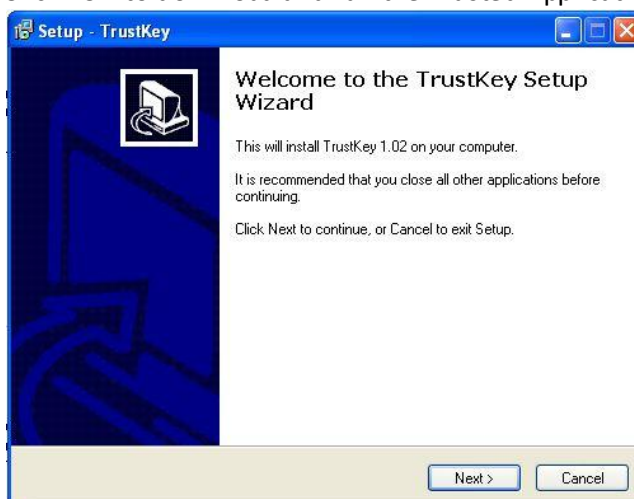 Setup - TrustKey
Welcome to the TrustKey Setup
Wizard
This will install TrustKey 1.02 on your computer.
It is recommended that you close all other applications before
continuing.
Click Next to continue, or Cancel to exit Setup.
Next >
Cancel